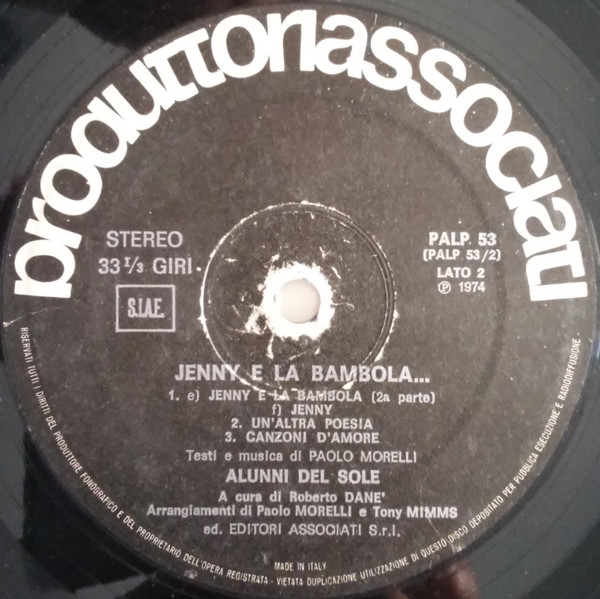 produttoriassociati
STEREO
33 1/3 GIRI
S.I.A.E.
PALP 53
(PALP 53/2)
LATO 2
Ⓟ 1974
JENNY E LA BAMBOLA...
1. e) JENNY E LA BAMBOLA (2a parte)
f) JENNY
2. UN'ALTRA POESIA
3. CANZONI D'AMORE
Testi e musica di PAOLO MORELLI
ALUNNI DEL SOLE
A cura di Roberto DANE'
Arrangiamenti di Paolo MORELLI e Tony MIMMS
ed. EDITORI ASSOCIATI S.r.l.
MADE IN ITALY
RISERVATI TUTTI I DIRITTI DEL PRODUTTORE FONOGRAFICO E DEL PROPRIETARIO DELL'OPERA REGISTRATA - VIETATA DUPLICAZIONE UTILIZZAZIONE DI QUESTO DISCO DEPOSITATO PER PUBBLICA ESECUZIONE E RADIODIFFUSIONE